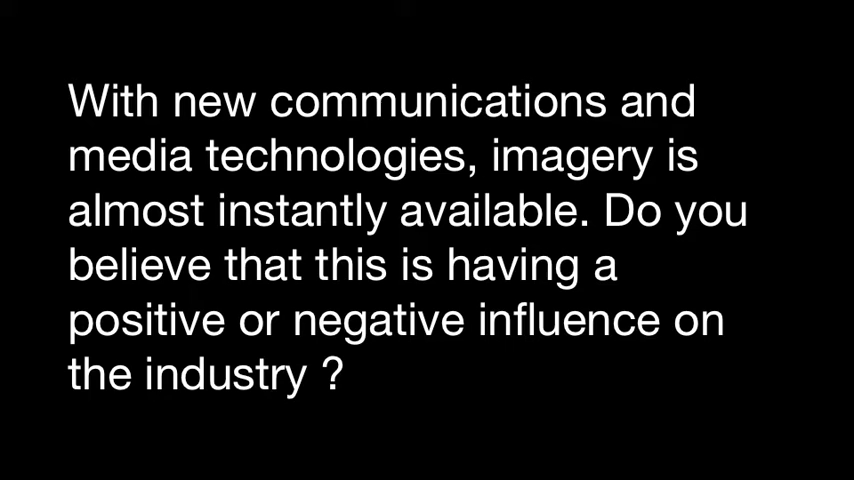 With new communications and
media technologies, imagery is
almost instantly available. Do you
believe that this is having a
positive or negative influence on
the industry ?